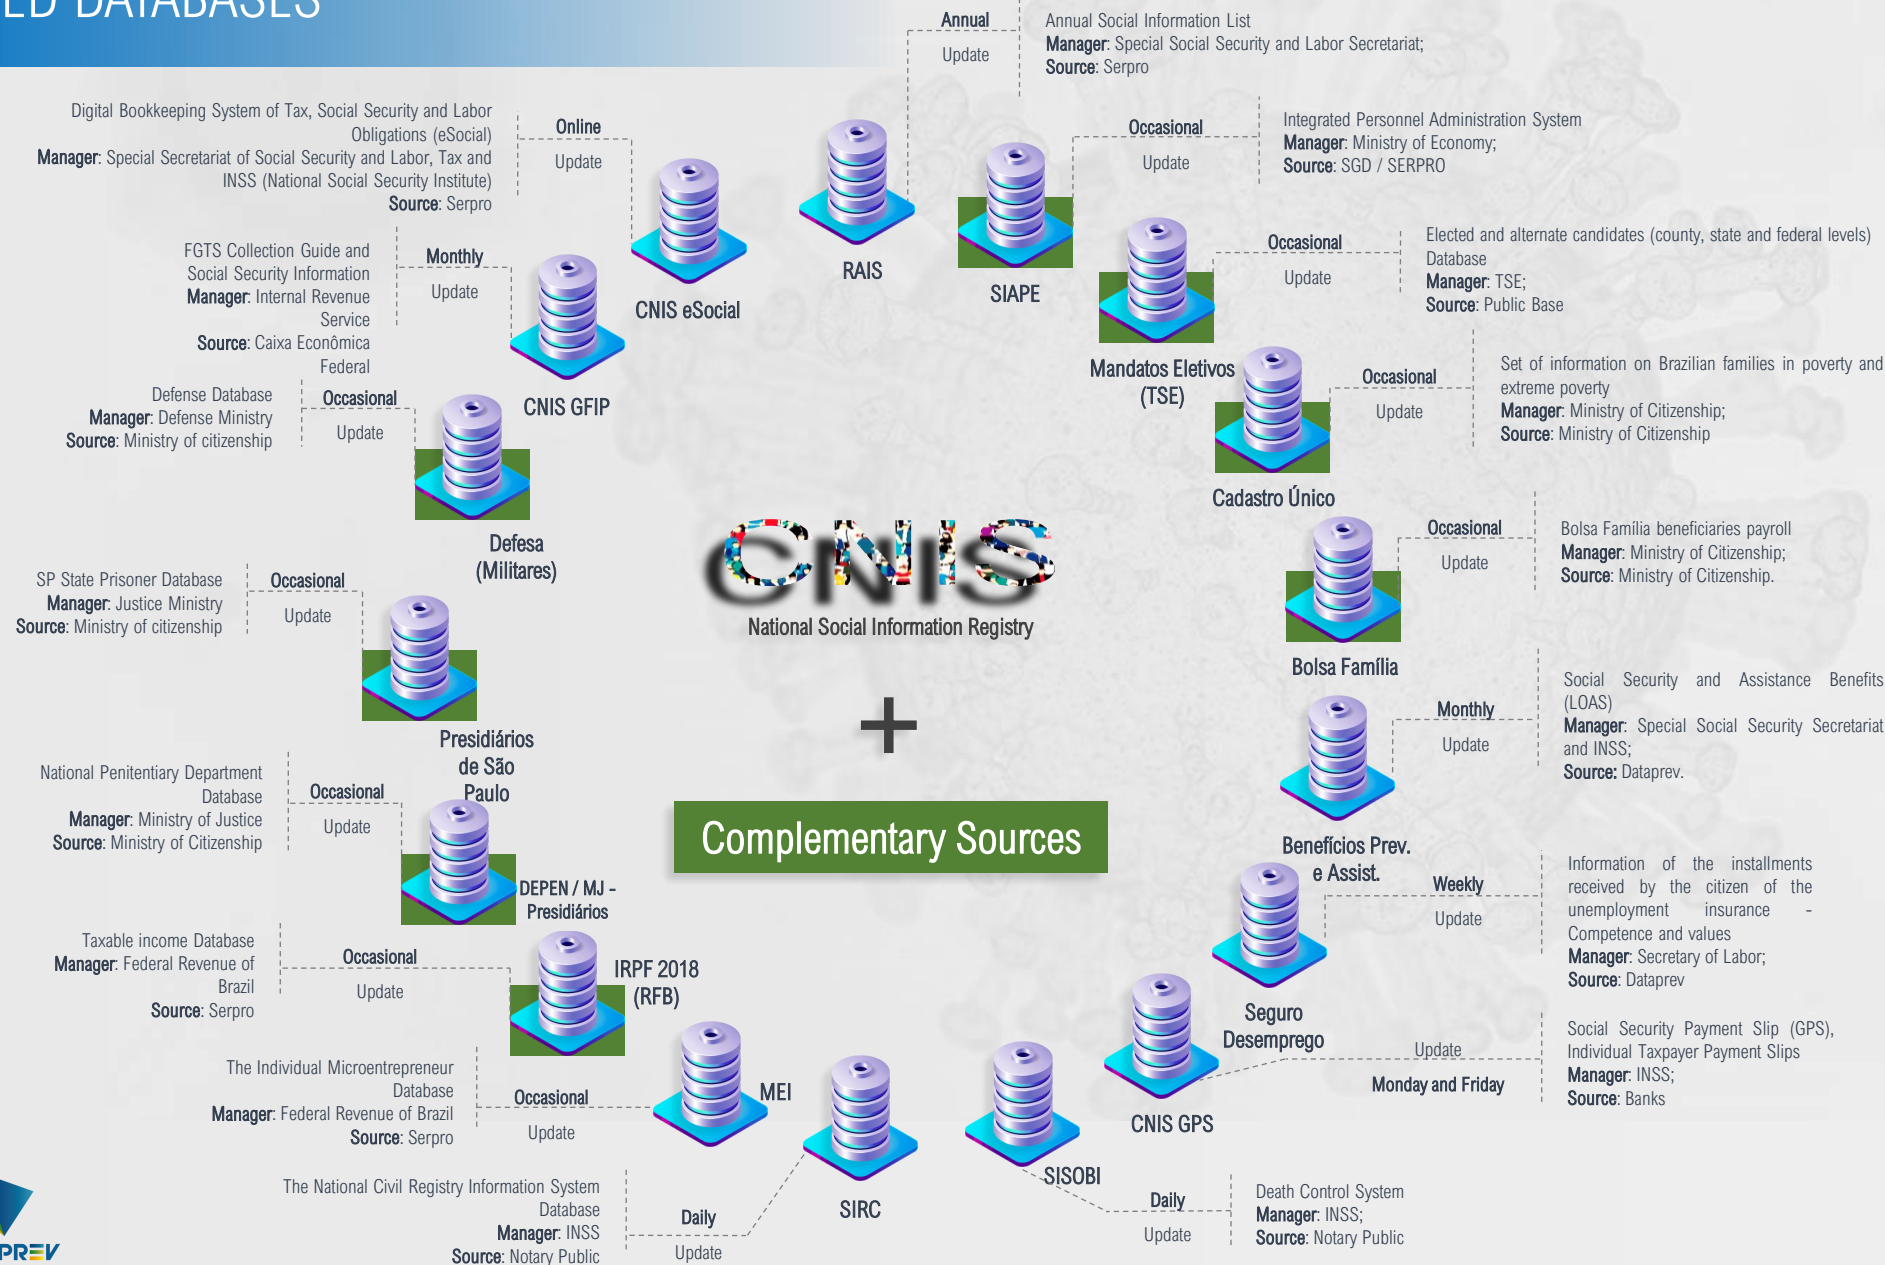 ED DATABASES
Annual
Update
Annual Social Information List
Manager: Special Social Security and Labor Secretariat;
Source: Serpro
RAIS
Digital Bookkeeping System of Tax, Social Security and Labor
Obligations (eSocial)
Manager: Special Secretariat of Social Security and Labor, Tax and
INSS (National Social Security Institute)
Source: Serpro
Online
Update
CNIS eSocial
Occasional
Update
Integrated Personnel Administration System
Manager: Ministry of Economy;
Source: SGD / SERPRO
SIAPE
FGTS Collection Guide and
Social Security Information
Manager: Internal Revenue
Service
Source: Caixa Econômica
Federal
Monthly
Update
CNIS GFIP
Occasional
Update
Elected and alternate candidates (county, state and federal levels)
Database
Manager: TSE;
Source: Public Base
Mandatos Eletivos
(TSE)
Defense Database
Manager: Defense Ministry
Source: Ministry of citizenship
Occasional
Update
Defesa
(Militares)
Occasional
Update
Set of information on Brazilian families in poverty and
extreme poverty
Manager: Ministry of Citizenship;
Source: Ministry of Citizenship
Cadastro Único
CNIS
National Social Information Registry
+
Complementary Sources
SP State Prisoner Database
Manager: Justice Ministry
Source: Ministry of citizenship
Occasional
Update
Presidiários
de São
Paulo
Occasional
Update
Bolsa Família beneficiaries payroll
Manager: Ministry of Citizenship;
Source: Ministry of Citizenship.
Bolsa Família
National Penitentiary Department
Database
Manager: Ministry of Justice
Source: Ministry of Citizenship
Occasional
Update
DEPEN / MJ -
Presidiários
Monthly
Update
Social Security and Assistance Benefits
(LOAS)
Manager: Special Social Security Secretariat
and INSS;
Source: Dataprev.
Benefícios Prev.
e Assist.
Taxable income Database
Manager: Federal Revenue of
Brazil
Source: Serpro
Occasional
Update
IRPF 2018
(RFB)
Weekly
Update
Information of the installments
received by the citizen of the
unemployment insurance -
Competence and values
Manager: Secretary of Labor;
Source: Dataprev
Seguro
Desemprego
The Individual Microentrepreneur
Database
Manager: Federal Revenue of Brazil
Source: Serpro
Occasional
Update
MEI
Update
Monday and Friday
Social Security Payment Slip (GPS),
Individual Taxpayer Payment Slips
Manager: INSS;
Source: Banks
CNIS GPS
The National Civil Registry Information System
Database
Manager: INSS
Source: Notary Public
Daily
Update
SIRC
SISOBI
Daily
Update
Death Control System
Manager: INSS;
Source: Notary Public
PREV